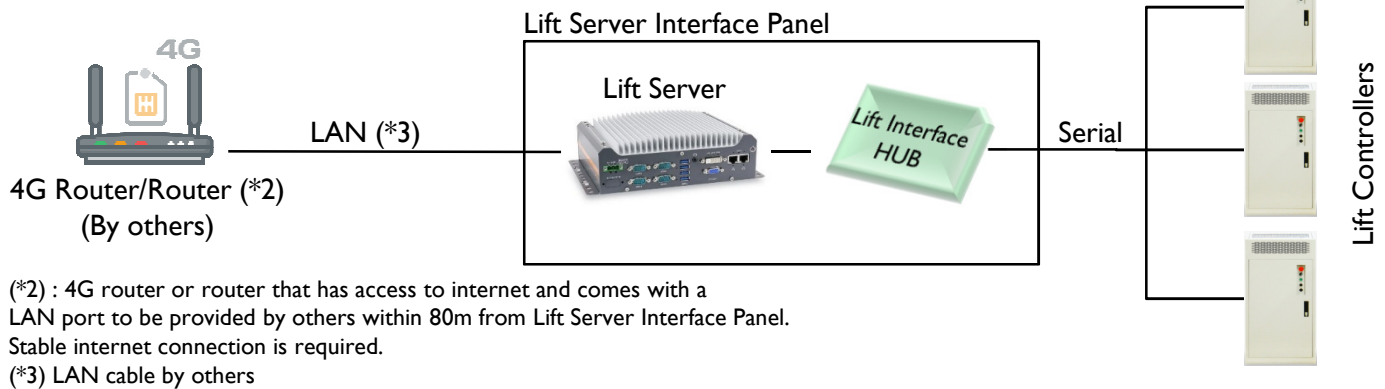 Lift Server Interface Panel
4G
Lift Server
Lift Interface
HUB
LAN (*3)
Serial
Lift Controllers
4G Router/Router (*2)
(By others)
(*2) : 4G router or router that has access to internet and comes with a
LAN port to be provided by others within 80m from Lift Server Interface Panel.
Stable internet connection is required.
(*3) LAN cable by others